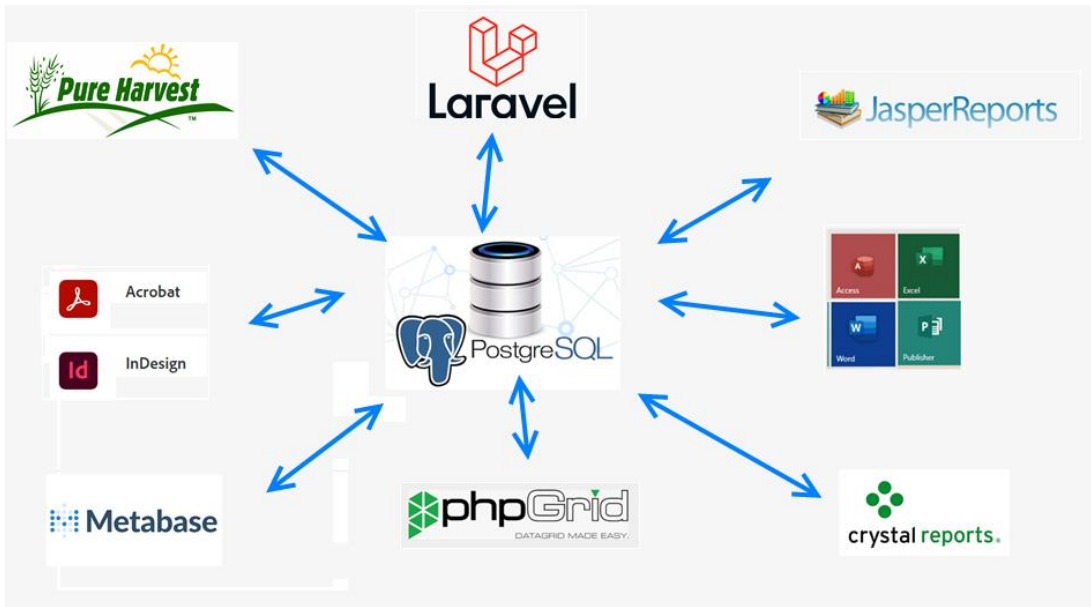 Pure Harvest
TM
Laravel
JasperReports
Acrobat
InDesign
Id
PostgreSQL
Access
A
Excel
X
Word
W
Publisher
P
Metabase
phpGrid
DATAGRID MADE EASY.
crystal reports.